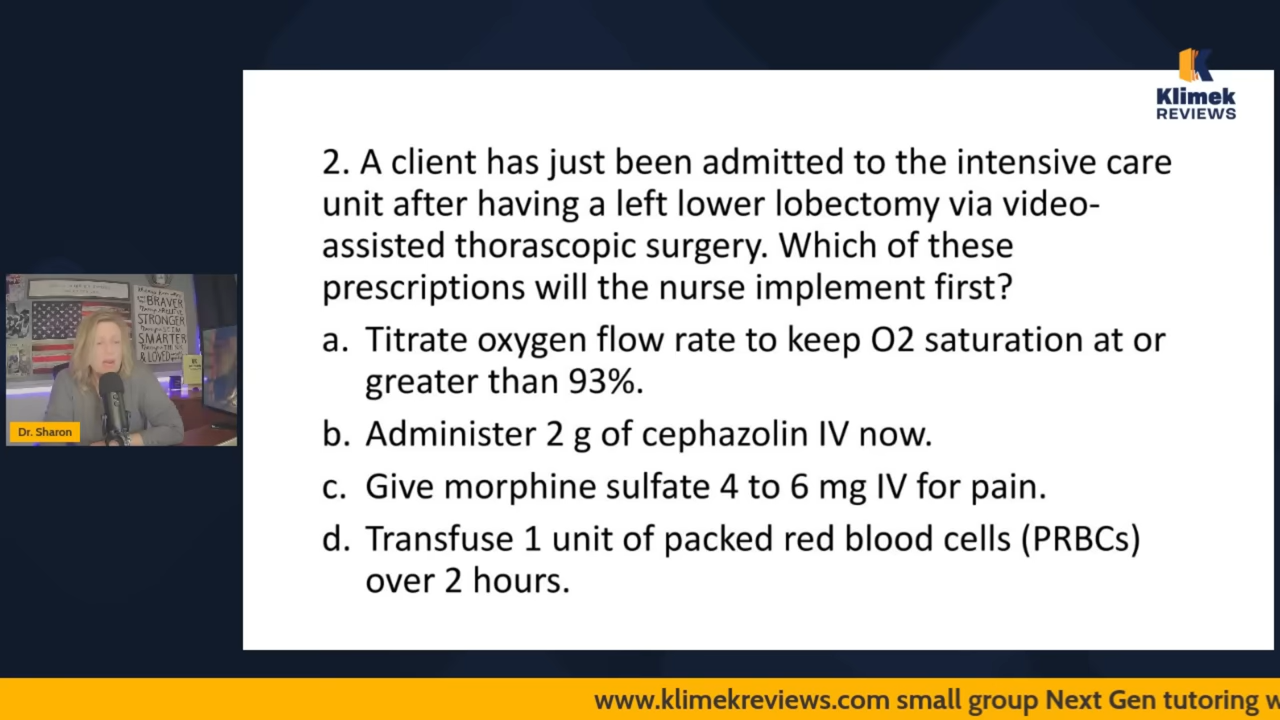 Klimek
REVIEWS
2. A client has just been admitted to the intensive care
unit after having a left lower lobectomy via video-
assisted thorascopic surgery. Which of these
prescriptions will the nurse implement first?
a. Titrate oxygen flow rate to keep O2 saturation at or
greater than 93%.
b. Administer 2 g of cephazolin IV now.
c. Give morphine sulfate 4 to 6 mg IV for pain.
d. Transfuse 1 unit of packed red blood cells (PRBCs)
over 2 hours.
BRAVER
STRONGER
SMARTER
& LOVED
Dr. Sharon
www.klimekreviews.com small group Next Gen tutoring w